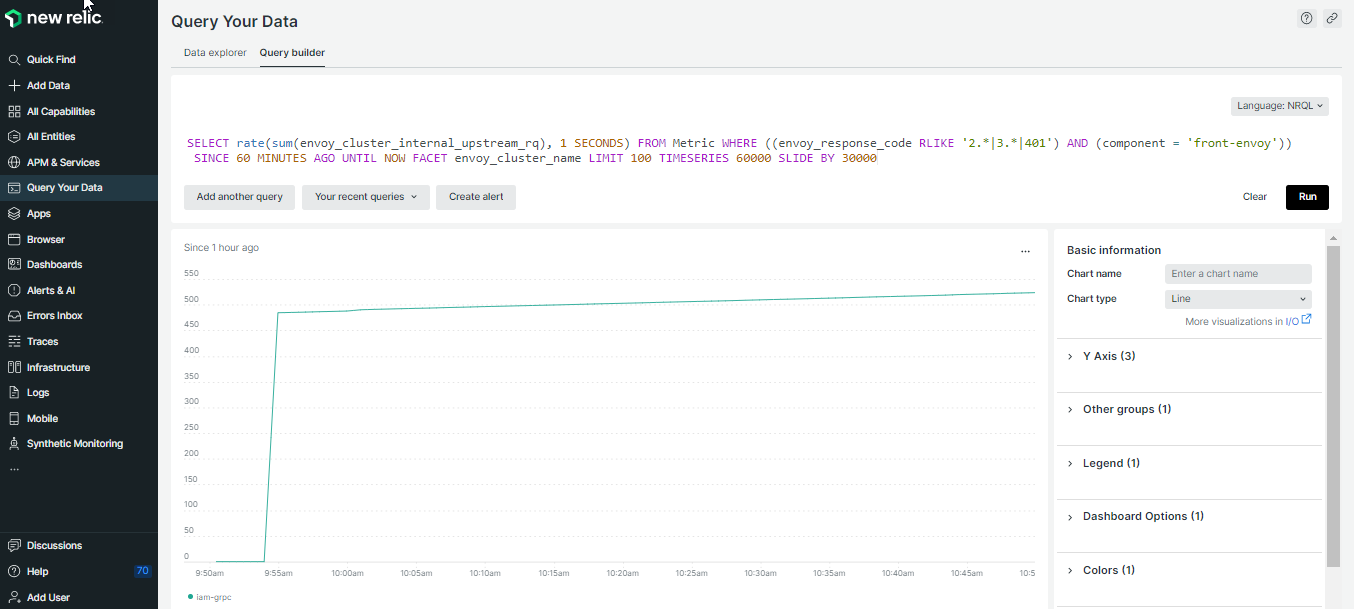 new relic.
Quick Find
Add Data
All Capabilities
All Entities
APM & Services
Query Your Data
Apps
Browser
Dashboards
Alerts & AI
Errors Inbox
Traces
Infrastructure
Logs
Mobile
Synthetic Monitoring
...
Discussions
Help 70
Add User
Query Your Data
Data explorer Query builder
Language: NRQL
SELECT rate(sum(envoy_cluster_internal_upstream_rq), 1 SECONDS) FROM Metric WHERE ((envoy_response_code RLIKE '2.*|3.*|401') AND (component = 'front-envoy'))
SINCE 60 MINUTES AGO UNTIL NOW FACET envoy_cluster_name LIMIT 100 TIMESERIES 60000 SLIDE BY 30000
Add another query Your recent queries Create alert Clear Run
Since 1 hour ago ...
550
500
450
400
350
300
250
200
150
100
50
0
9:50am 9:55am 10:00am 10:05am 10:10am 10:15am 10:20am 10:25am 10:30am 10:35am 10:40am 10:45am 10:5
iam-grpc
Basic information
Chart name Enter a chart name
Chart type Line
More visualizations in I/O
Y Axis (3)
Other groups (1)
Legend (1)
Dashboard Options (1)
Colors (1)